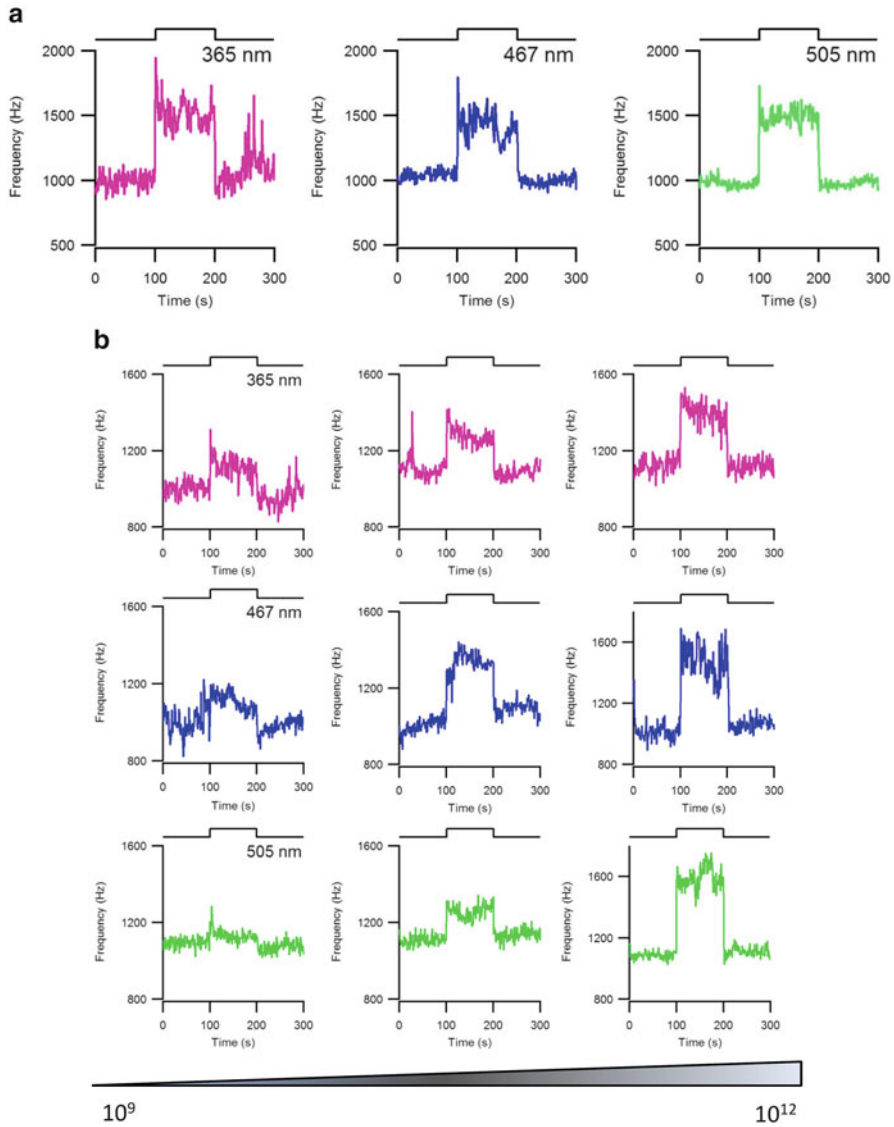 a
365 nm 467 nm 505 nm
2000 2000 2000
1500 1500 1500
1000 1000 1000
500 500 500
Frequency (Hz) Frequency (Hz) Frequency (Hz)
0 100 200 300 0 100 200 300 0 100 200 300
Time (s) Time (s) Time (s)
b
365 nm
1600 1600 1600
1200 1200 1200
800 800 800
Frequency (Hz) Frequency (Hz) Frequency (Hz)
0 100 200 300 0 100 200 300 0 100 200 300
Time (s) Time (s) Time (s)
467 nm
1600 1600 1600
1200 1200 1200
800 800 800
Frequency (Hz) Frequency (Hz) Frequency (Hz)
0 100 200 300 0 100 200 300 0 100 200 300
Time (s) Time (s) Time (s)
505 nm
1600 1600 1600
1200 1200 1200
800 800 800
Frequency (Hz) Frequency (Hz) Frequency (Hz)
0 100 200 300 0 100 200 300 0 100 200 300
Time (s) Time (s) Time (s)
10⁹ 10¹²